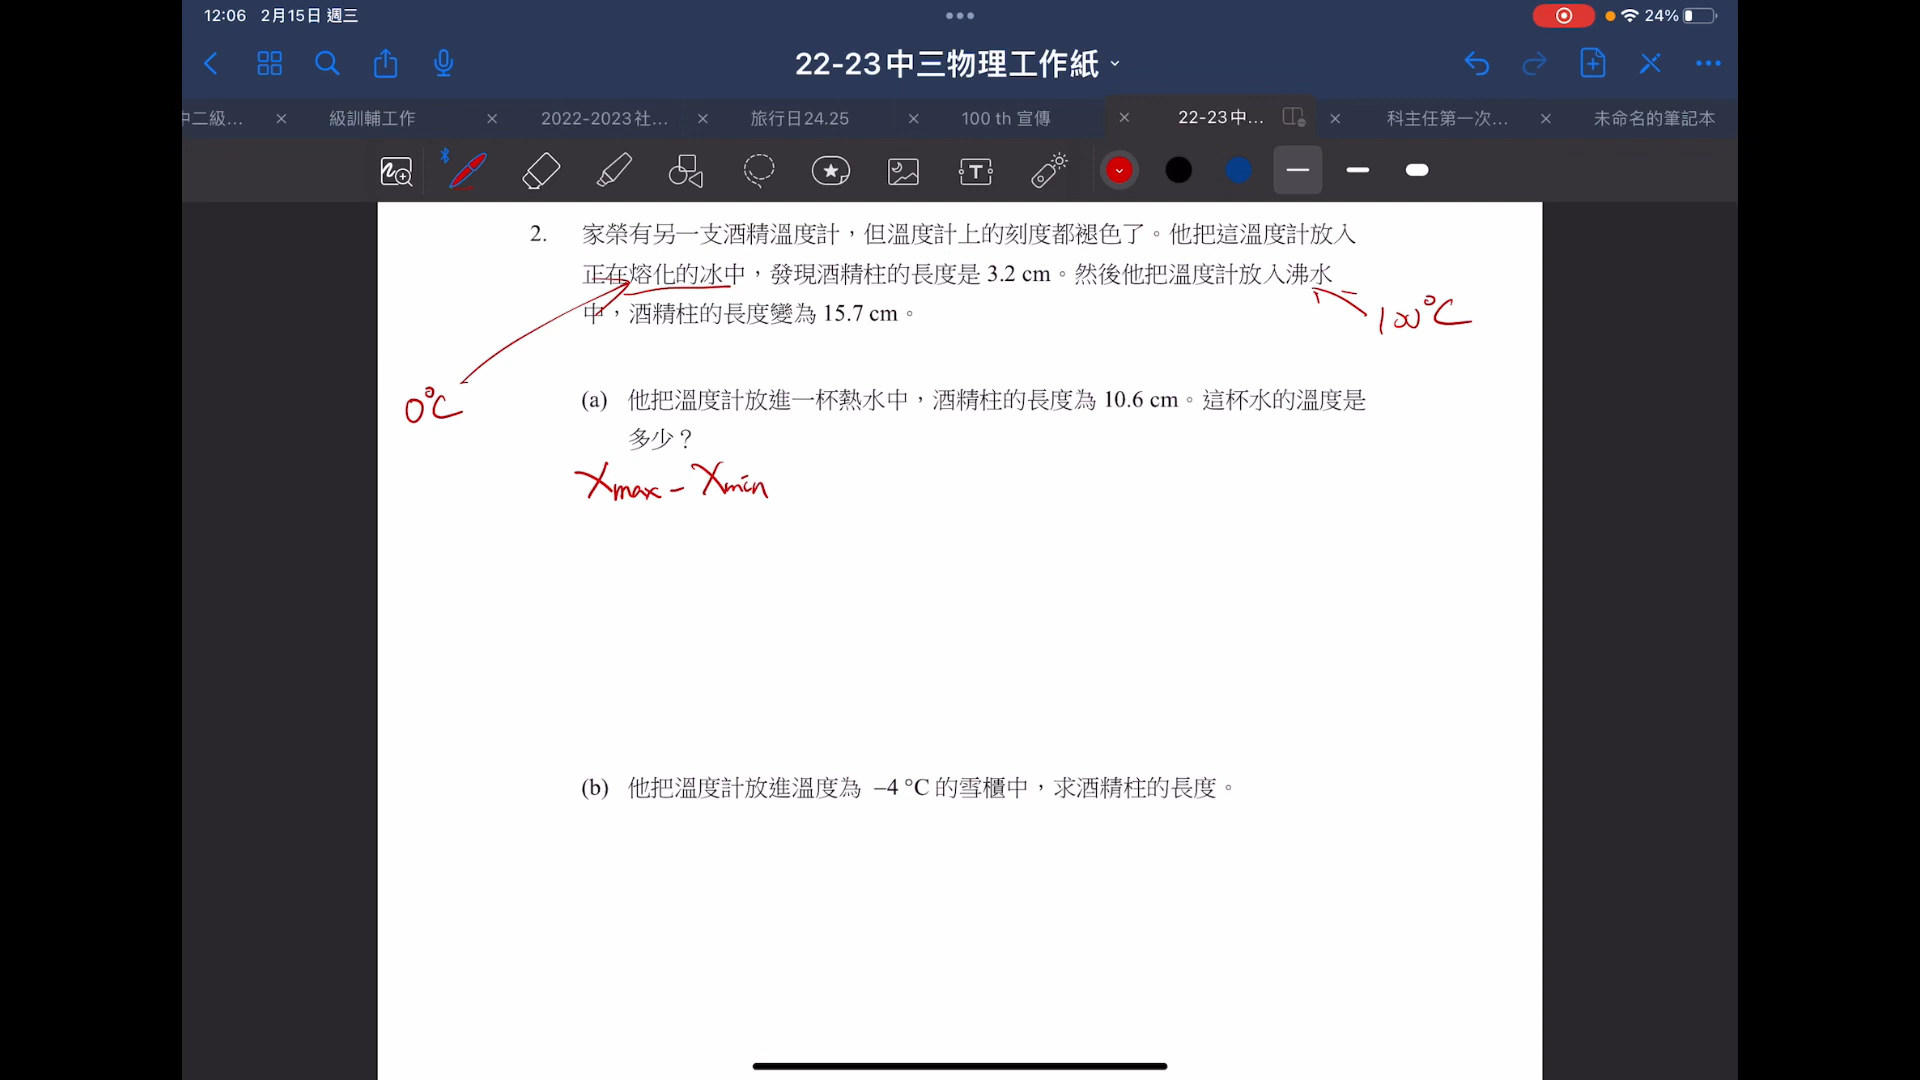 12:06 2月15日 週三
24%
22-23中三物理工作紙
中二級...
級訓輔工作
2022-2023社...
旅行日24.25
100 th 宣傳
22-23中...
科主任第一次...
未命名的筆記本
2. 家榮有另一支酒精溫度計，但溫度計上的刻度都褪色了。他把這溫度計放入
正在熔化的冰中，發現酒精柱的長度是 3.2 cm。然後他把溫度計放入沸水
中，酒精柱的長度變為 15.7 cm。
100°C
0°C
(a) 他把溫度計放進一杯熱水中，酒精柱的長度為 10.6 cm。這杯水的溫度是
多少？
Xmax - Xmin
(b) 他把溫度計放進溫度為 –4 °C 的雪櫃中，求酒精柱的長度。